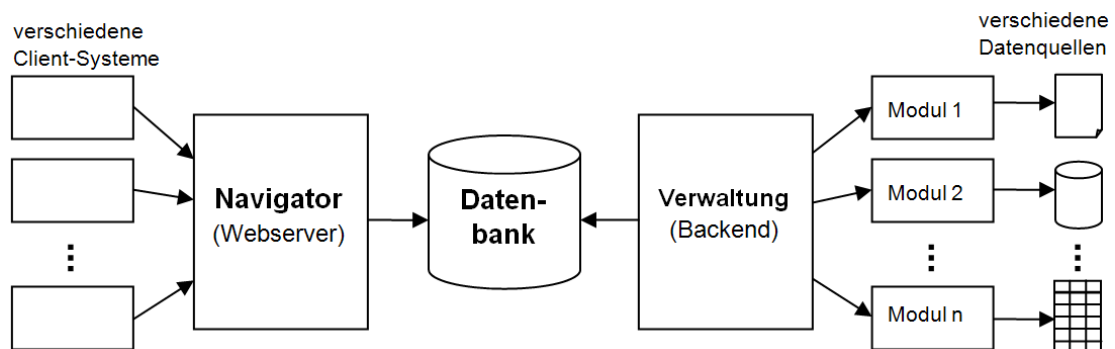 verschiedene
Client-Systeme
Navigator
(Webserver)
Daten-
bank
Verwaltung
(Backend)
Modul 1
Modul 2
Modul n
verschiedene
Datenquellen